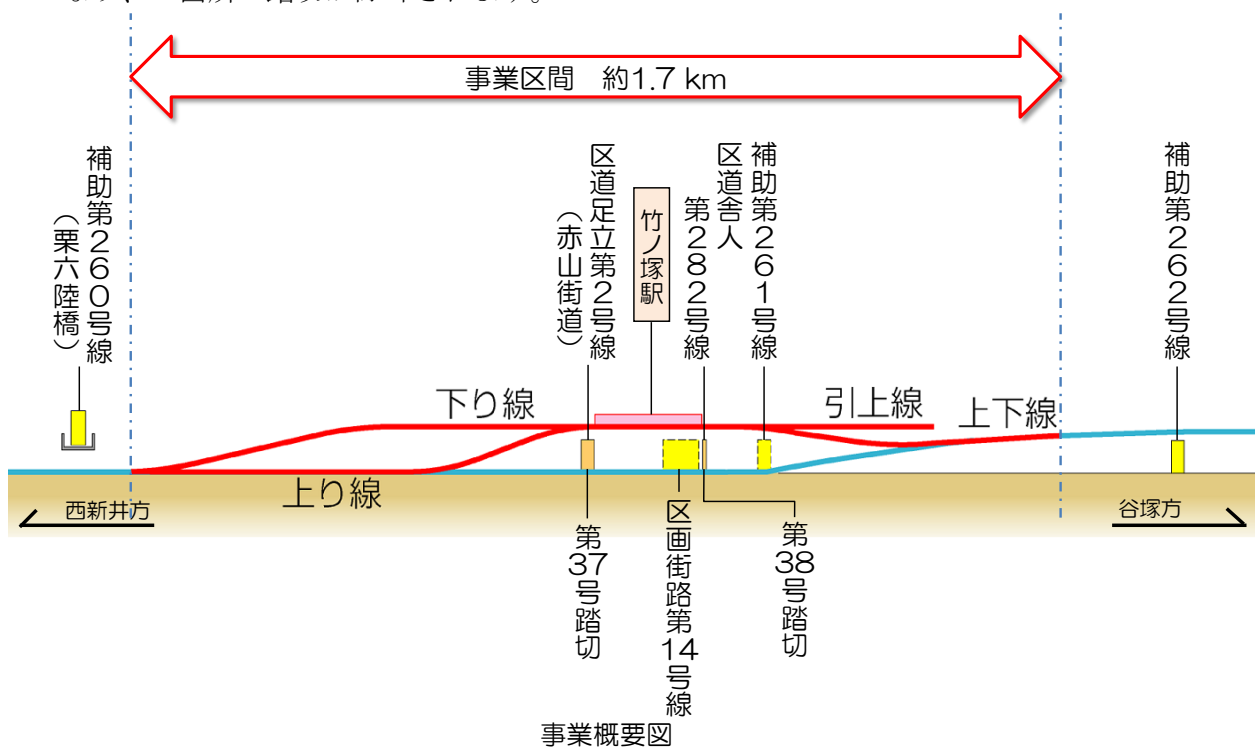 事業区間　約1.7 km
補助第２６０号線
（栗六陸橋）
区道足立第２号線
（赤山街道）
竹ノ塚駅
区道舎人
第２８２号線
補助第２６１号線
補助第２６２号線
下り線
引上線
上下線
上り線
西新井方
谷塚方
第37号踏切
区画街路第14号線
第38号踏切
事業概要図